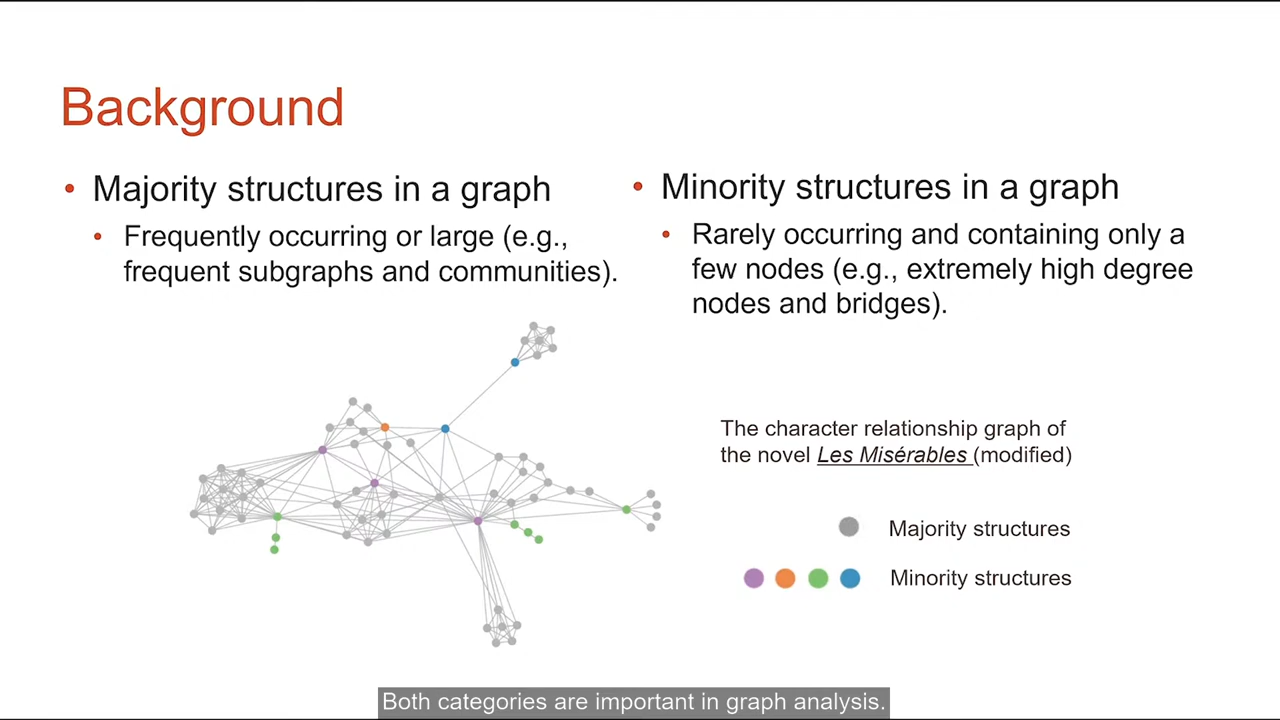 Background
• Majority structures in a graph
• Frequently occurring or large (e.g.,
frequent subgraphs and communities).
• Minority structures in a graph
• Rarely occurring and containing only a
few nodes (e.g., extremely high degree
nodes and bridges).
The character relationship graph of
the novel Les Misérables (modified)
Majority structures
Minority structures
Both categories are important in graph analysis.